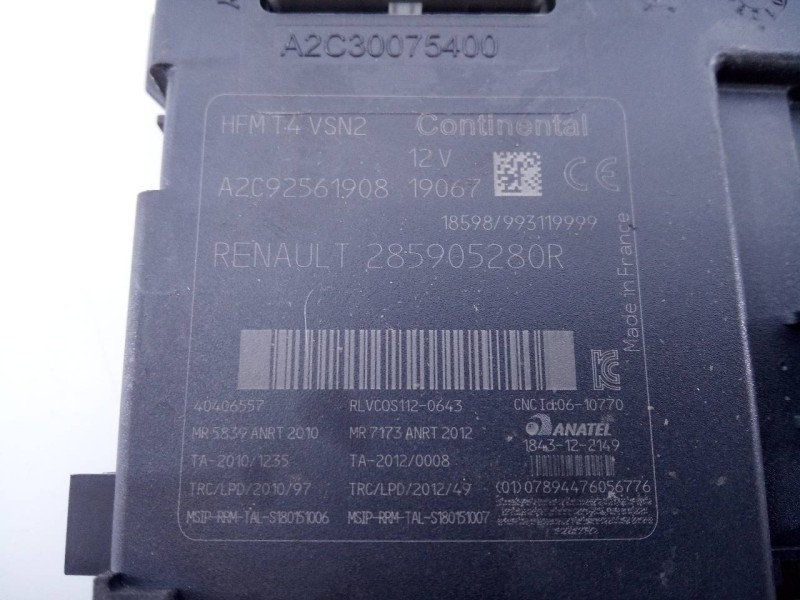 A2C30075400
HFM T4 VSN2 Continental
12V
A2C92561908 19067 CE
18598/993119999
RENAULT 285905280R
Made in France
40406557 RLVCOS112-0643 CNC Id:06-10770
MR 5839 ANRT 2010 MR 7173 ANRT 2012 ANATEL
TA-2010/1235 TA-2012/0008 1843-12-2149
TRC/LPD/2010/97 TRC/LPD/2012/49 (01)07894476056776
MSIP-RRM-TAL-S180151006 MSIP-RRM-TAL-S180151007